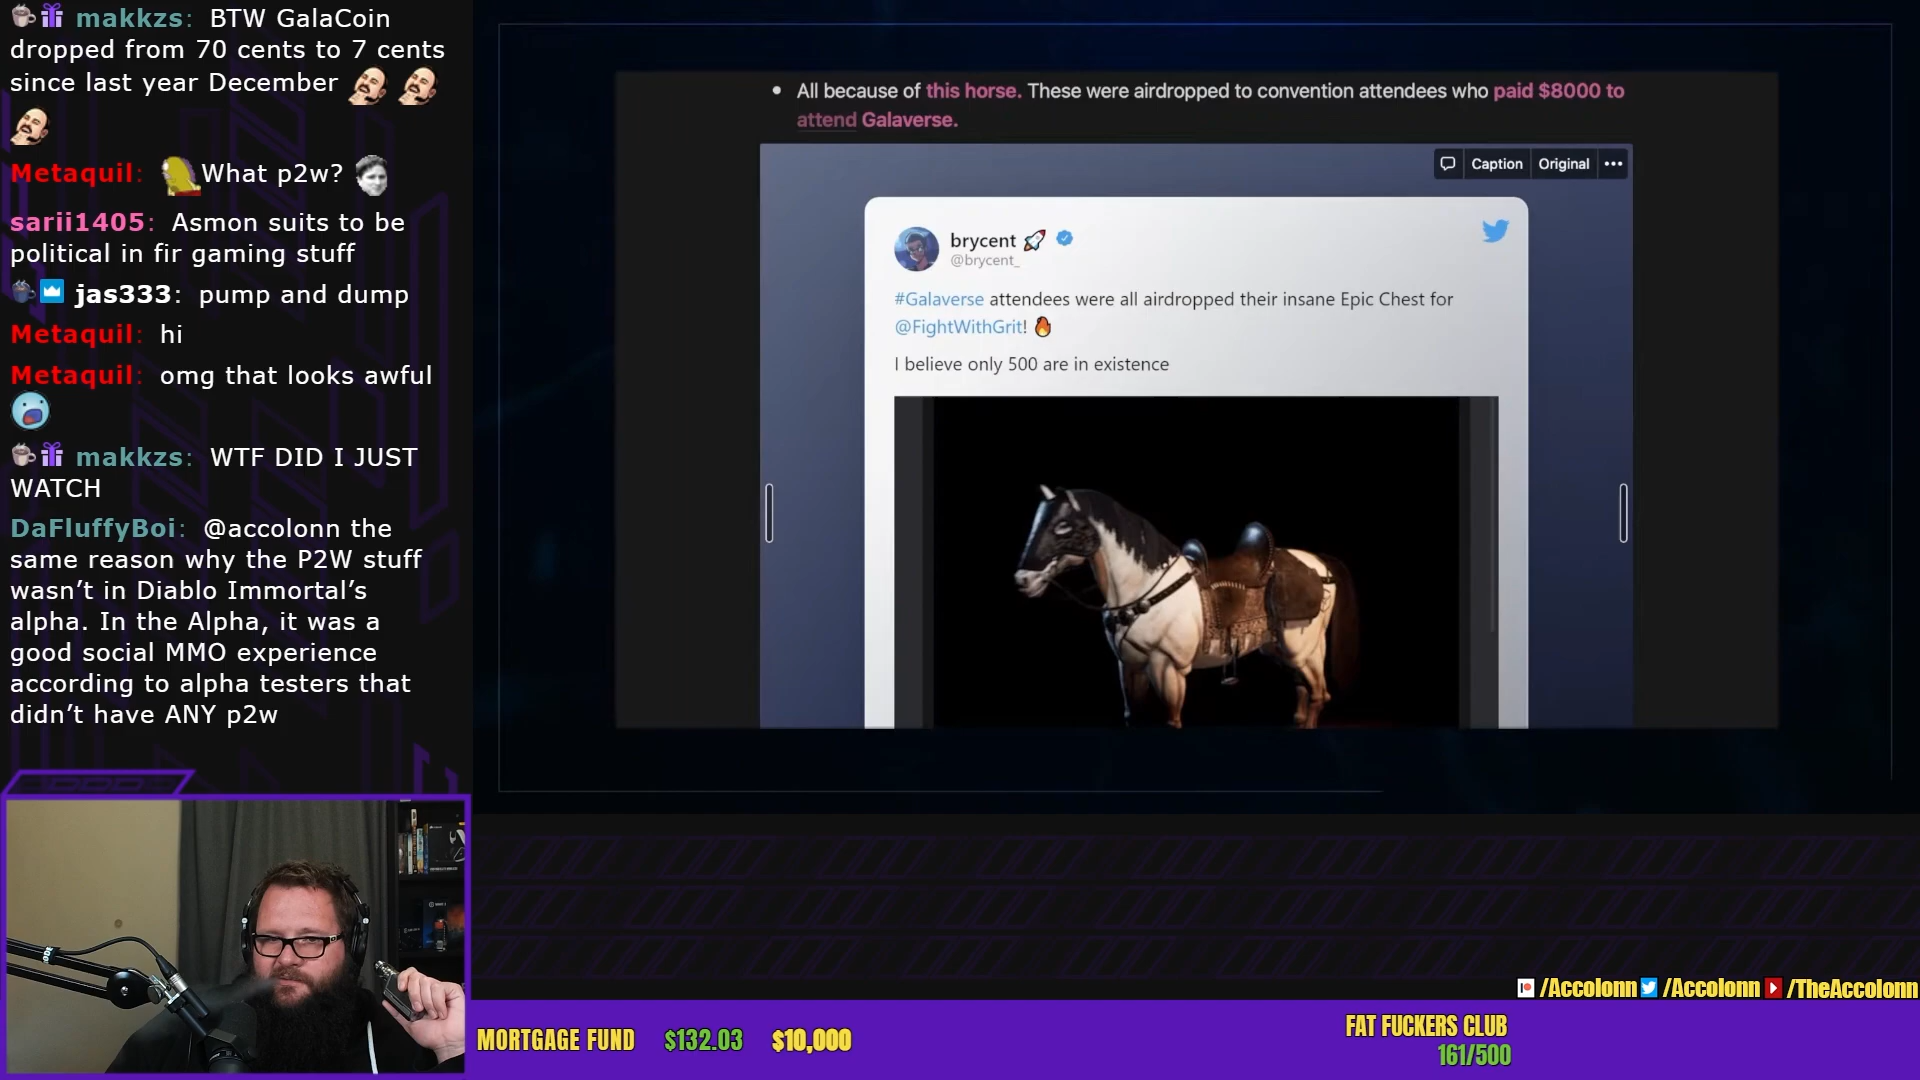 makkzs: BTW GalaCoin
dropped from 70 cents to 7 cents
since last year December
Metaquil: What p2w?
sarii1405: Asmon suits to be
political in fir gaming stuff
jas333: pump and dump
Metaquil: hi
Metaquil: omg that looks awful
makkzs: WTF DID I JUST
WATCH
DaFluffyBoi: @accolonn the
same reason why the P2W stuff
wasn’t in Diablo Immortal’s
alpha. In the Alpha, it was a
good social MMO experience
according to alpha testers that
didn’t have ANY p2w
• All because of this horse. These were airdropped to convention attendees who paid $8000 to
attend Galaverse.
Caption Original •••
brycent
@brycent_
#Galaverse attendees were all airdropped their insane Epic Chest for
@FightWithGrit!
I believe only 500 are in existence
/Accolonn /Accolonn /TheAccolonn
MORTGAGE FUND $132.03 $10,000
FAT FUCKERS CLUB
161/500